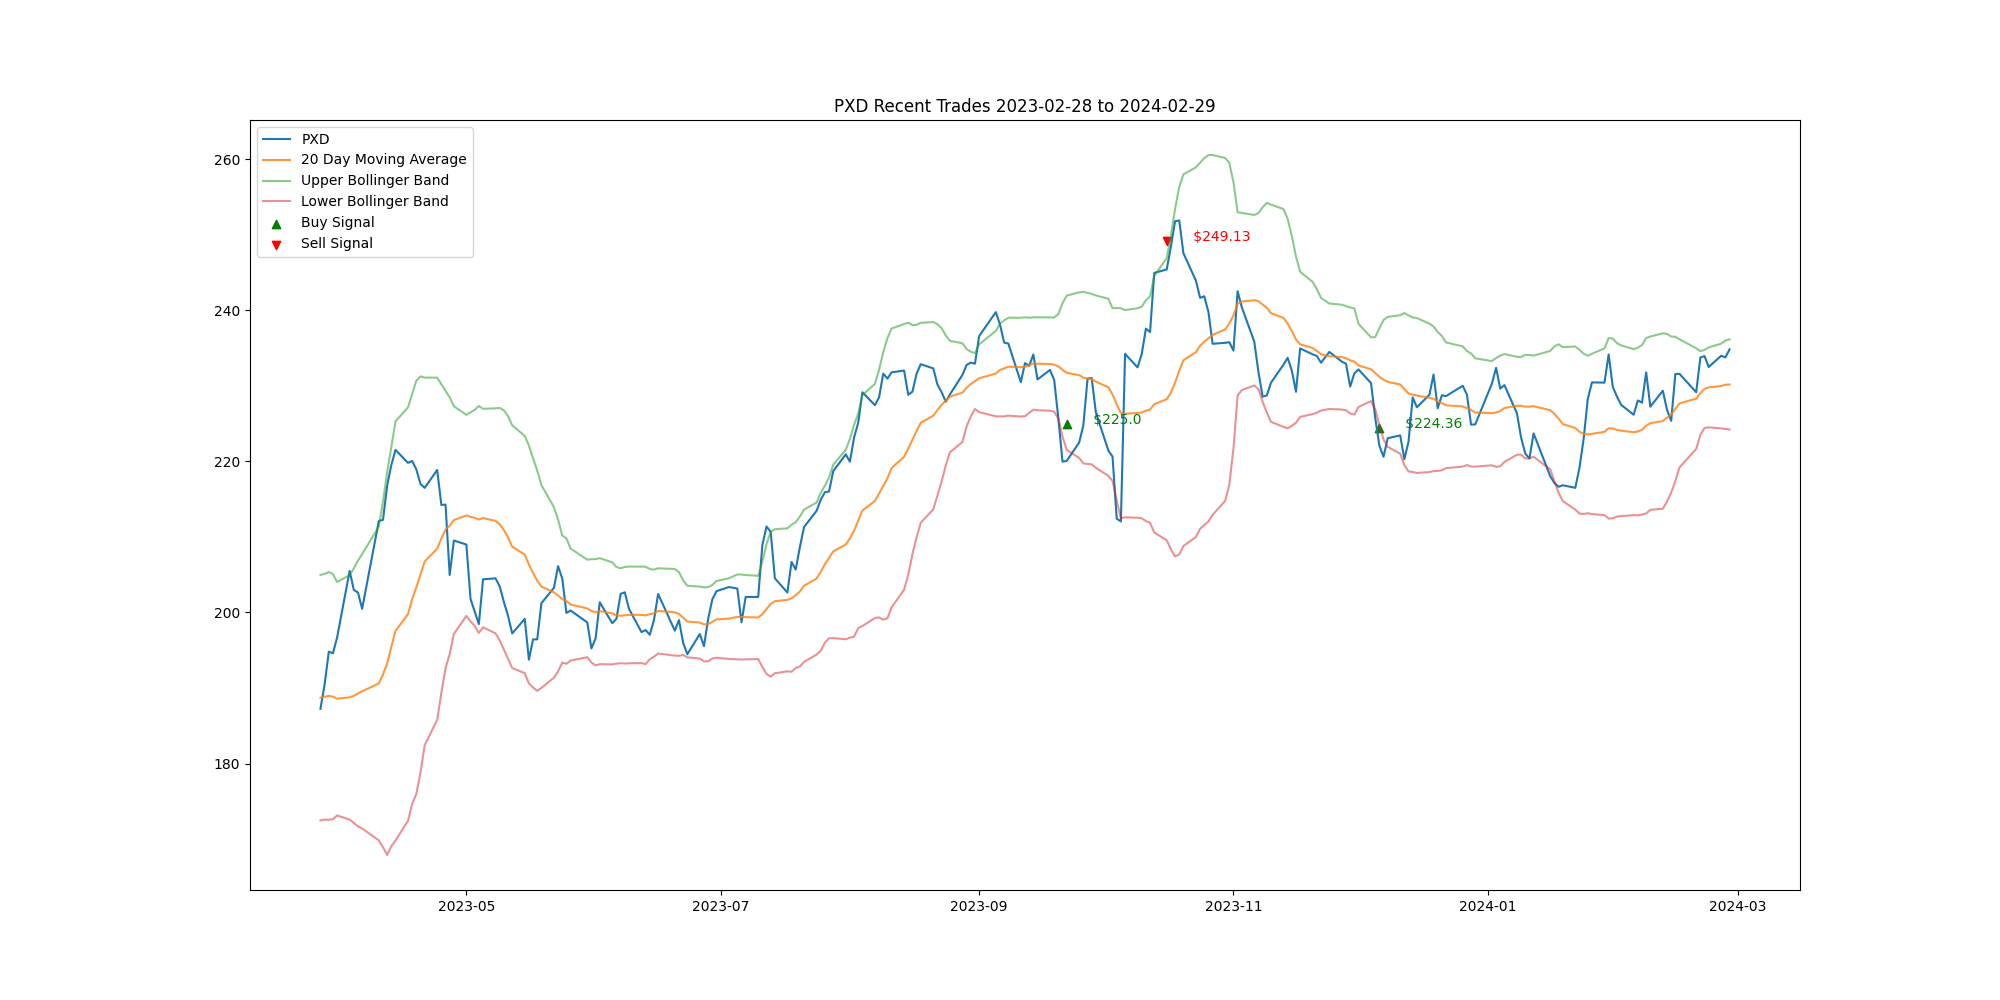 PXD Recent Trades 2023-02-28 to 2024-02-29
PXD
20 Day Moving Average
Upper Bollinger Band
Lower Bollinger Band
Buy Signal
Sell Signal
260
240
220
200
180
$249.13
$225.0
$224.36
2023-05
2023-07
2023-09
2023-11
2024-01
2024-03